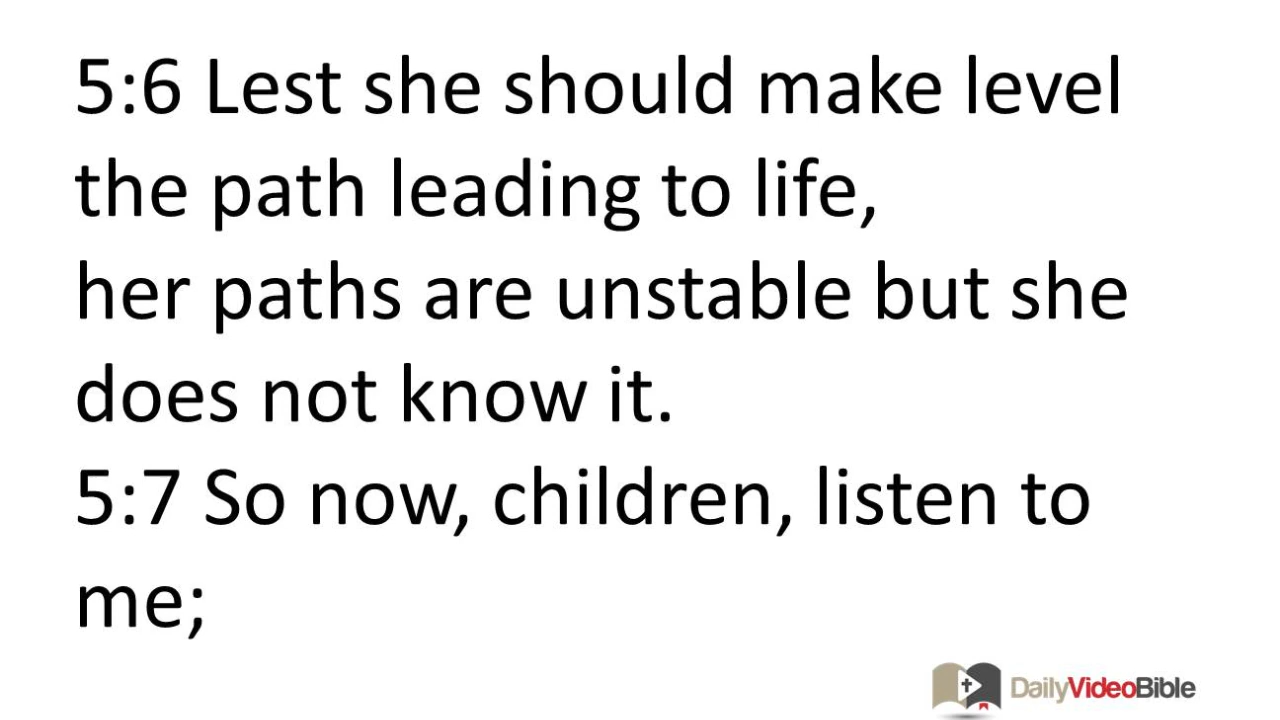 5:6 Lest she should make level
the path leading to life,
her paths are unstable but she
does not know it.
5:7 So now, children, listen to
me;
DailyVideoBible